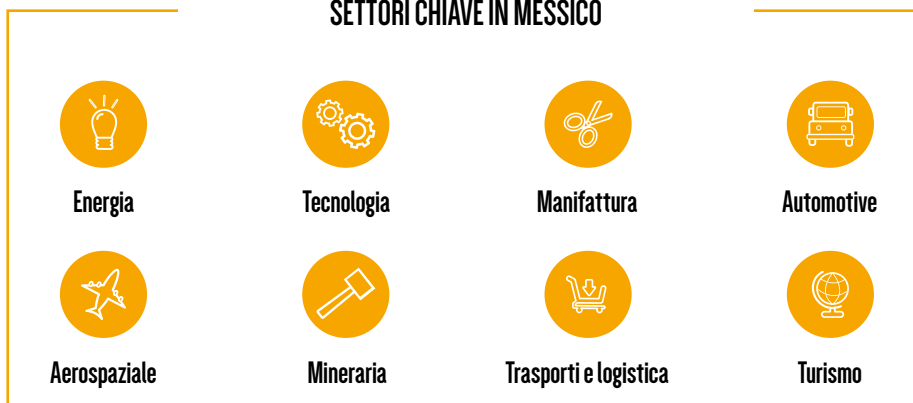 SETTORI CHIAVE IN MESSICO
Energia
Tecnologia
Manifattura
Automotive
Aerospaziale
Mineraria
Trasporti e logistica
Turismo